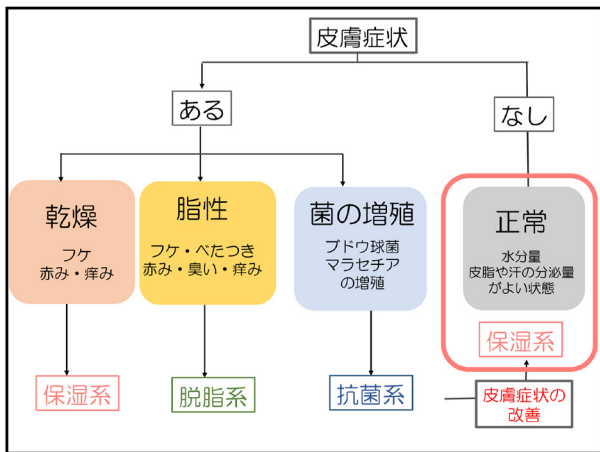 皮膚症状
ある
なし
乾燥
フケ
赤み・痒み
脂性
フケ・べたつき
赤み・臭い・痒み
菌の増殖
ブドウ球菌
マラセチア
の増殖
正常
水分量
皮脂や汗の分泌量
がよい状態
保湿系
保湿系
脱脂系
抗菌系
皮膚症状の
改善